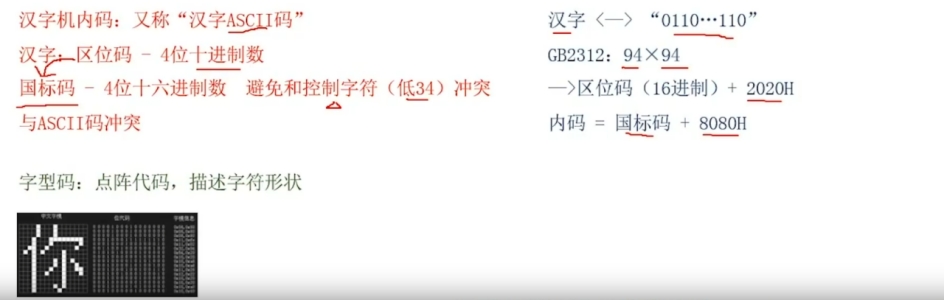 汉字机内码：又称“汉字ASCII码”
汉字：区位码 - 4位十进制数
国标码 - 4位十六进制数 避免和控制字符（低34）冲突
与ASCII码冲突
汉字 <—> “0110…110”
GB2312：94×94
—>区位码（16进制）+ 2020H
内码 = 国标码 + 8080H
字型码：点阵代码，描述字符形状
你